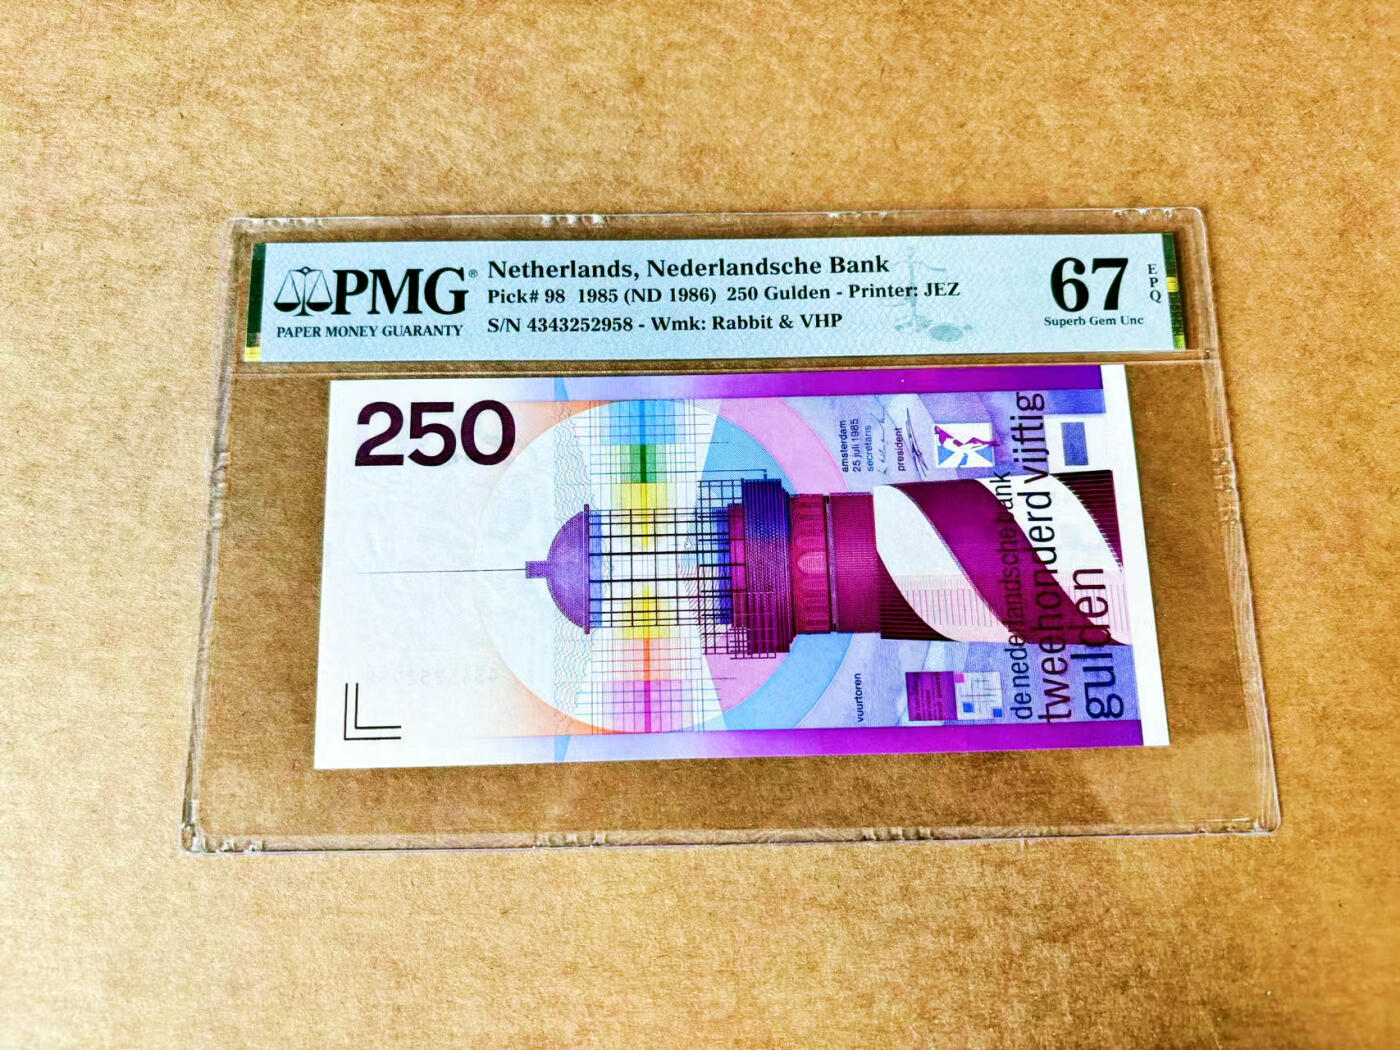 PMG®
PAPER MONEY GUARANTY
Netherlands, Nederlandsche Bank
Pick# 98 1985 (ND 1986) 250 Gulden - Printer: JEZ
S/N 4343252958 - Wmk: Rabbit & VHP
67
EPQ
Superb Gem Unc
250
amsterdam
25 juli 1985
secretaris
president
vuurtoren
de nederlandsche bank
tweehonderd vijftig
gulden